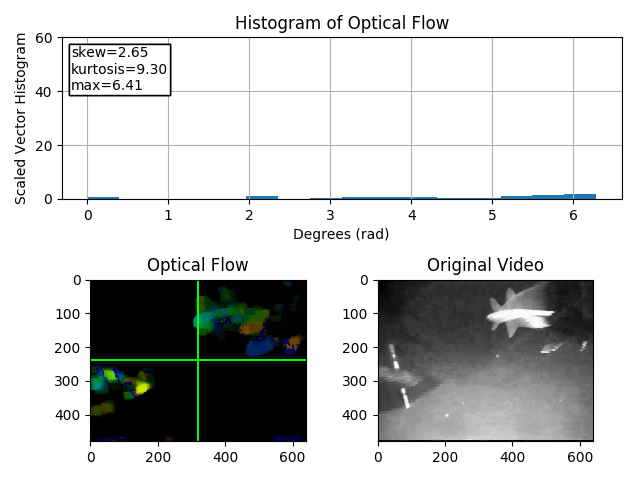 Histogram of Optical Flow
Scaled Vector Histogram
60
40
20
0
skew=2.65
kurtosis=9.30
max=6.41
0 1 2 3 4 5 6
Degrees (rad)
Optical Flow
0
100
200
300
400
0 200 400 600
Original Video
0
100
200
300
400
0 200 400 600